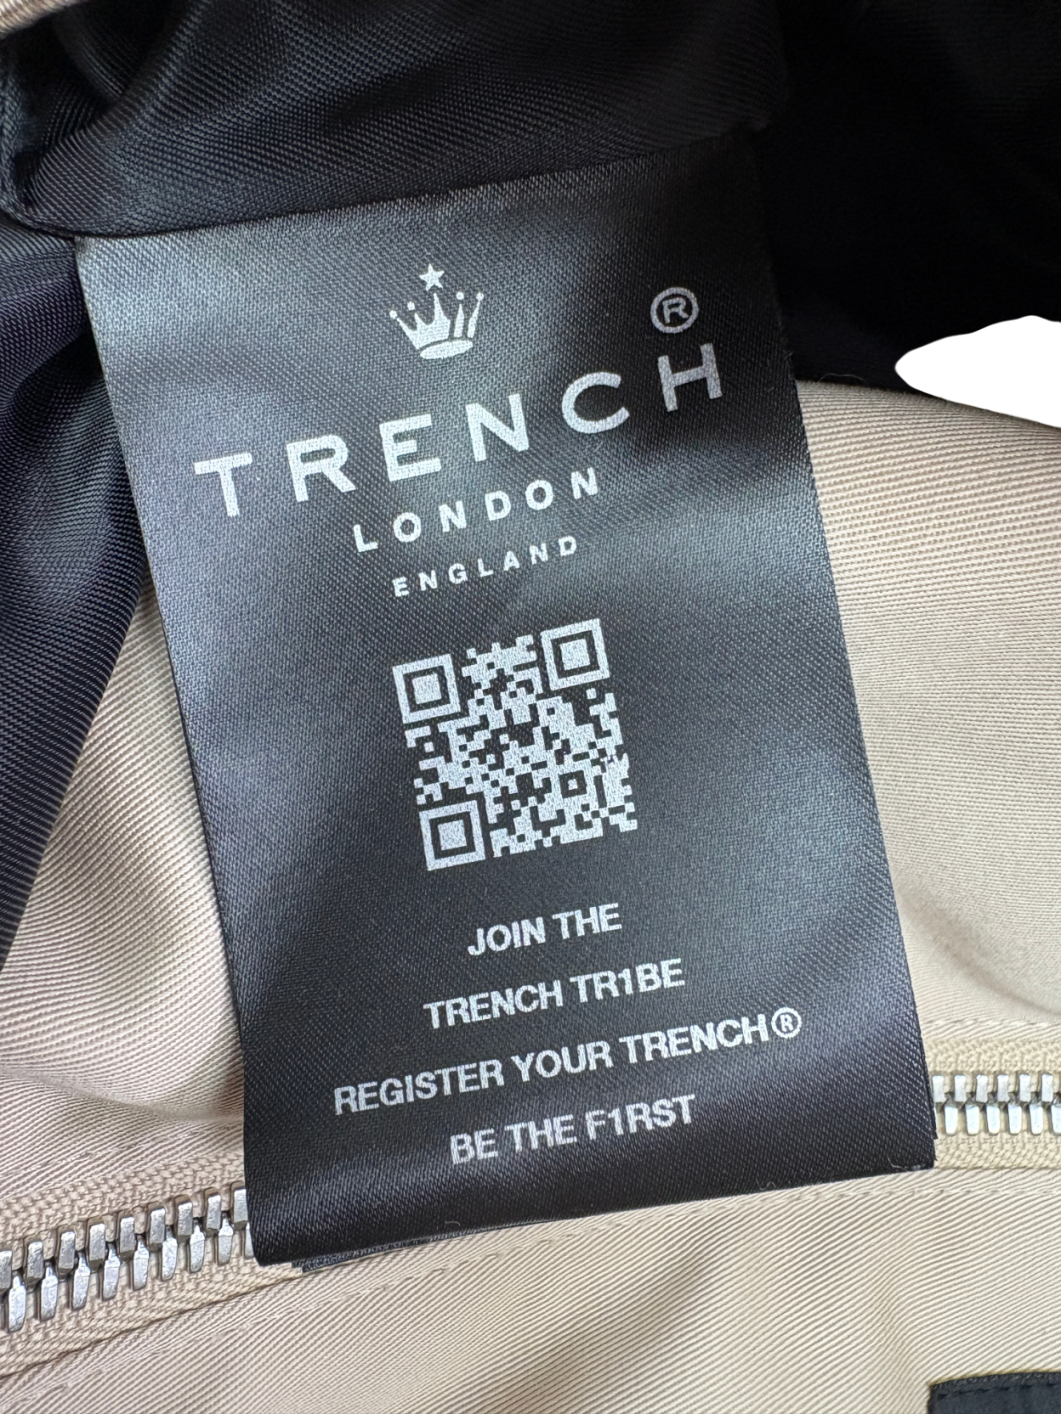 ®
TRENCH
LONDON
ENGLAND
JOIN THE
TRENCH TR1BE
REGISTER YOUR TRENCH®
BE THE F1RST